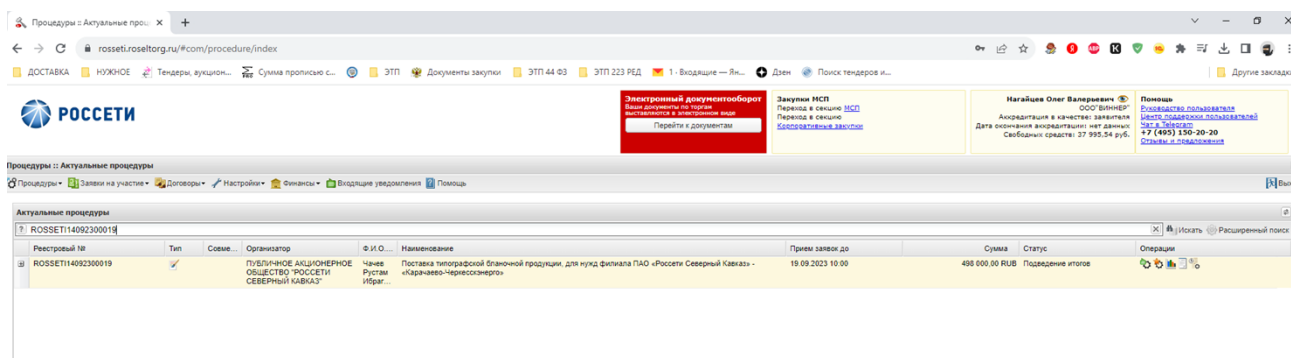 Процедуры :: Актуальные проц
rosseti.roseltorg.ru/#com/procedure/index
ДОСТАВКА НУЖНОЕ Тендеры, аукцион... Сумма прописью с... ЭТП Документы закупки ЭТП 44 ФЗ ЭТП 223 РЕД 1 · Входящие — Ян... Дзен Поиск тендеров и... Другие закладки
РОССЕТИ
Электронный документооборот
Ваши документы по торгам
выставляются в электронном виде
Перейти к документам
Закупки МСП
Переход в секцию МСП
Переход в секцию
Корпоративные закупки
Нагайцев Олег Валерьевич
ООО"ВИННЕР"
Аккредитация в качестве: заявителя
Дата окончания аккредитации: нет данных
Свободных средств: 37 995,54 руб.
Помощь
Руководство пользователя
Центр поддержки пользователей
Чат в Telegram
+7 (495) 150-20-20
Отзывы и предложения
Процедуры :: Актуальные процедуры
Процедуры Заявки на участие Договоры Настройки Финансы Входящие уведомления Помощь Вых
Актуальные процедуры
ROSSETI14092300019 Искать Расширенный поиск
Реестровый № Тип Совме... Организатор Ф.И.О.... Наименование Прием заявок до Сумма Статус Операции
ROSSETI14092300019 ПУБЛИЧНОЕ АКЦИОНЕРНОЕ Чачев Поставка типографской бланочной продукции, для нужд филиала ПАО «Россети Северный Кавказ» - 19.09.2023 10:00 498 000,00 RUB Подведение итогов
ОБЩЕСТВО "РОССЕТИ Рустам «Карачаево-Черкесскэнерго»
СЕВЕРНЫЙ КАВКАЗ" Ибраг...